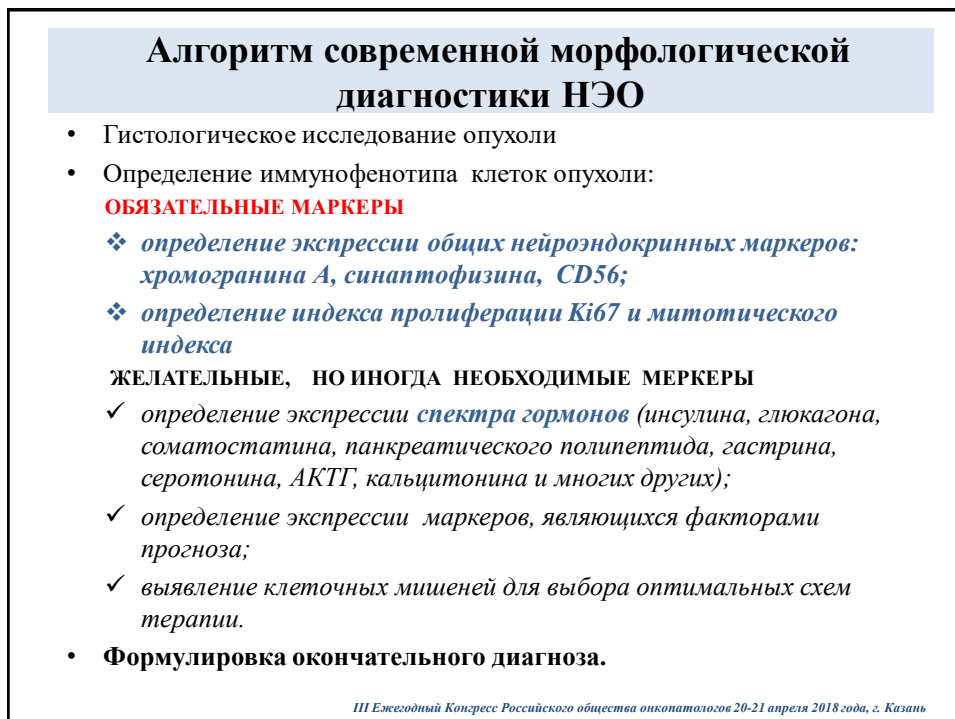 Алгоритм современной морфологической
диагностики НЭО
• Гистологическое исследование опухоли
• Определение иммунофенотипа клеток опухоли:
ОБЯЗАТЕЛЬНЫЕ МАРКЕРЫ
❖ определение экспрессии общих нейроэндокринных маркеров:
хромогранина А, синаптофизина, CD56;
❖ определение индекса пролиферации Ki67 и митотического
индекса
ЖЕЛАТЕЛЬНЫЕ, НО ИНОГДА НЕОБХОДИМЫЕ МЕРКЕРЫ
✓ определение экспрессии спектра гормонов (инсулина, глюкагона,
соматостатина, панкреатического полипептида, гастрина,
серотонина, АКТГ, кальцитонина и многих других);
✓ определение экспрессии маркеров, являющихся факторами
прогноза;
✓ выявление клеточных мишеней для выбора оптимальных схем
терапии.
• Формулировка окончательного диагноза.
III Ежегодный Конгресс Российского общества онкопатологов 20-21 апреля 2018 года, г. Казань